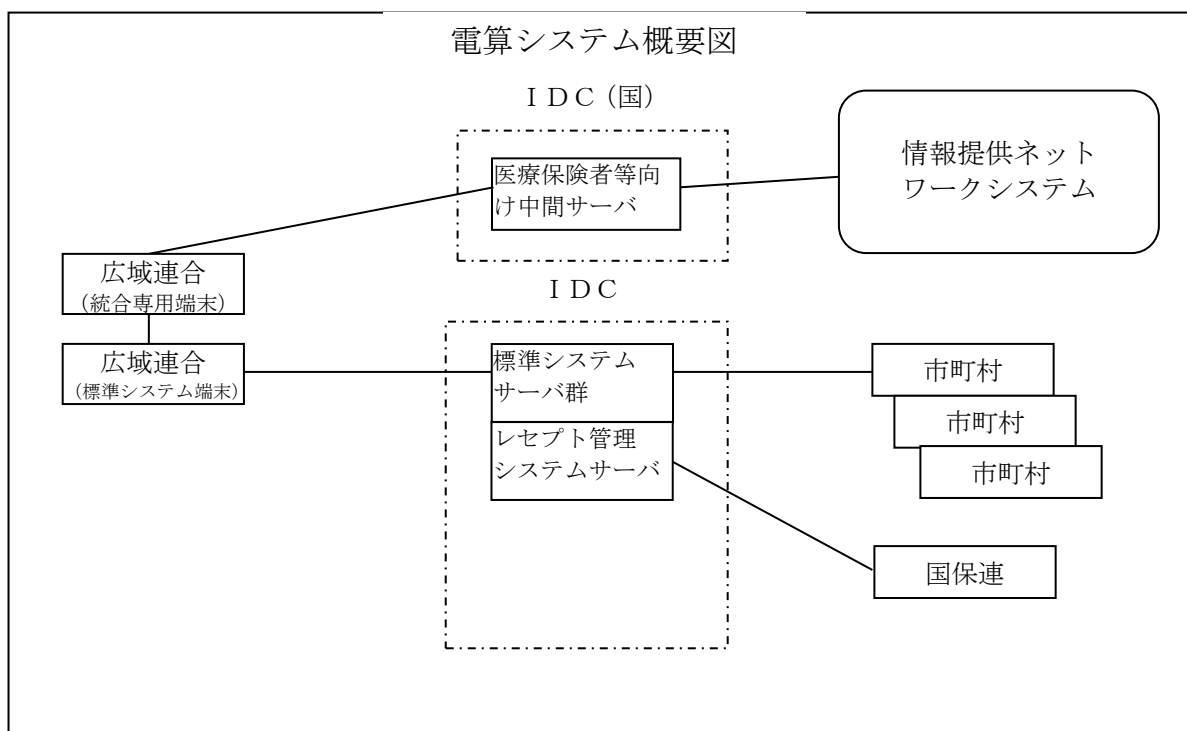 電算システム概要図
ＩＤＣ（国）
医療保険者等向
け中間サーバ
情報提供ネット
ワークシステム
広域連合
（統合専用端末）
ＩＤＣ
広域連合
（標準システム端末）
標準システム
サーバ群
レセプト管理
システムサーバ
市町村
市町村
市町村
国保連